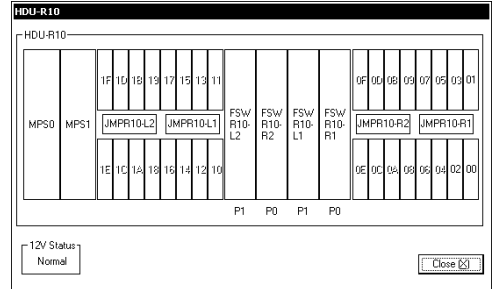 HDU-R10
HDU-R10
1F 1D 1B 19 17 15 13 11
0F 0D 0B 09 07 05 03 01
MPS0 MPS1 JMPR10-L2 JMPR10-L1
FSW R10- L2
FSW R10- R2
FSW R10- L1
FSW R10- R1
JMPR10-R2 JMPR10-R1
1E 1C 1A 18 16 14 12 10
0E 0C 0A 08 06 04 02 00
P1 P0 P1 P0
12V Status
Normal
Close (X)